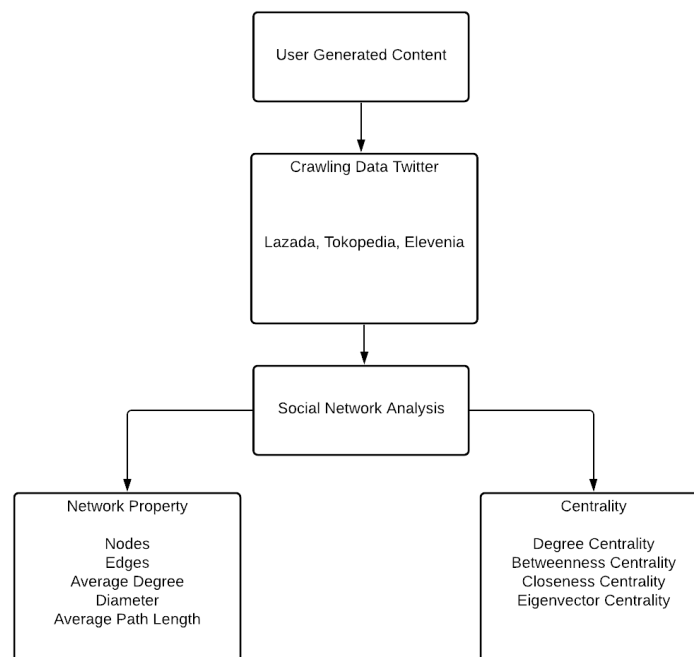 User Generated Content
Crawling Data Twitter
Lazada, Tokopedia, Elevenia
Social Network Analysis
Network Property
Nodes
Edges
Average Degree
Diameter
Average Path Length
Centrality
Degree Centrality
Betweenness Centrality
Closeness Centrality
Eigenvector Centrality